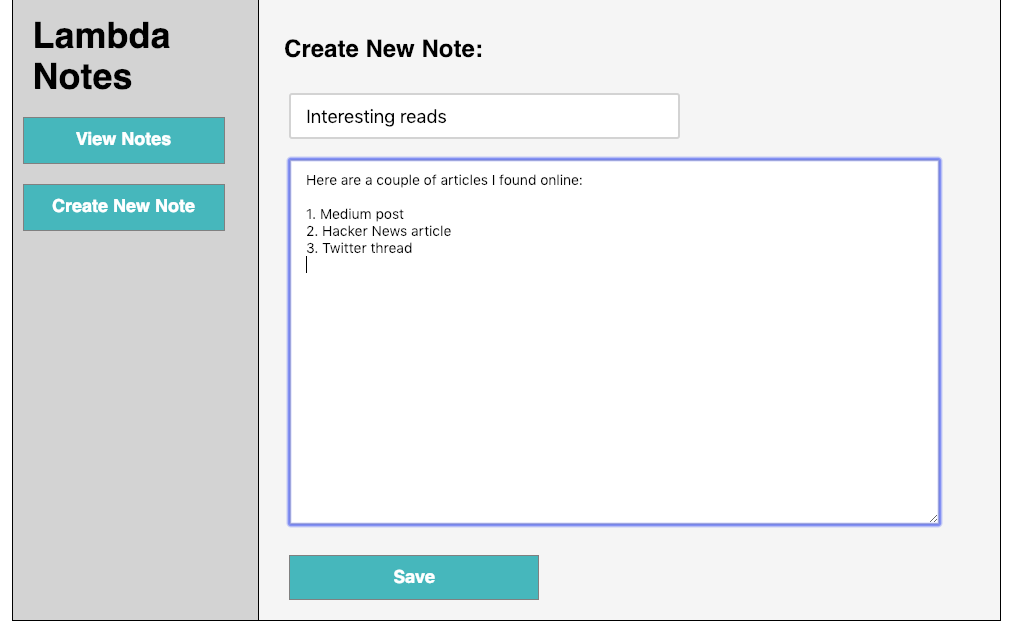 Lambda
Notes
View Notes
Create New Note
Create New Note:
Interesting reads
Here are a couple of articles I found online:
1. Medium post
2. Hacker News article
3. Twitter thread
Save